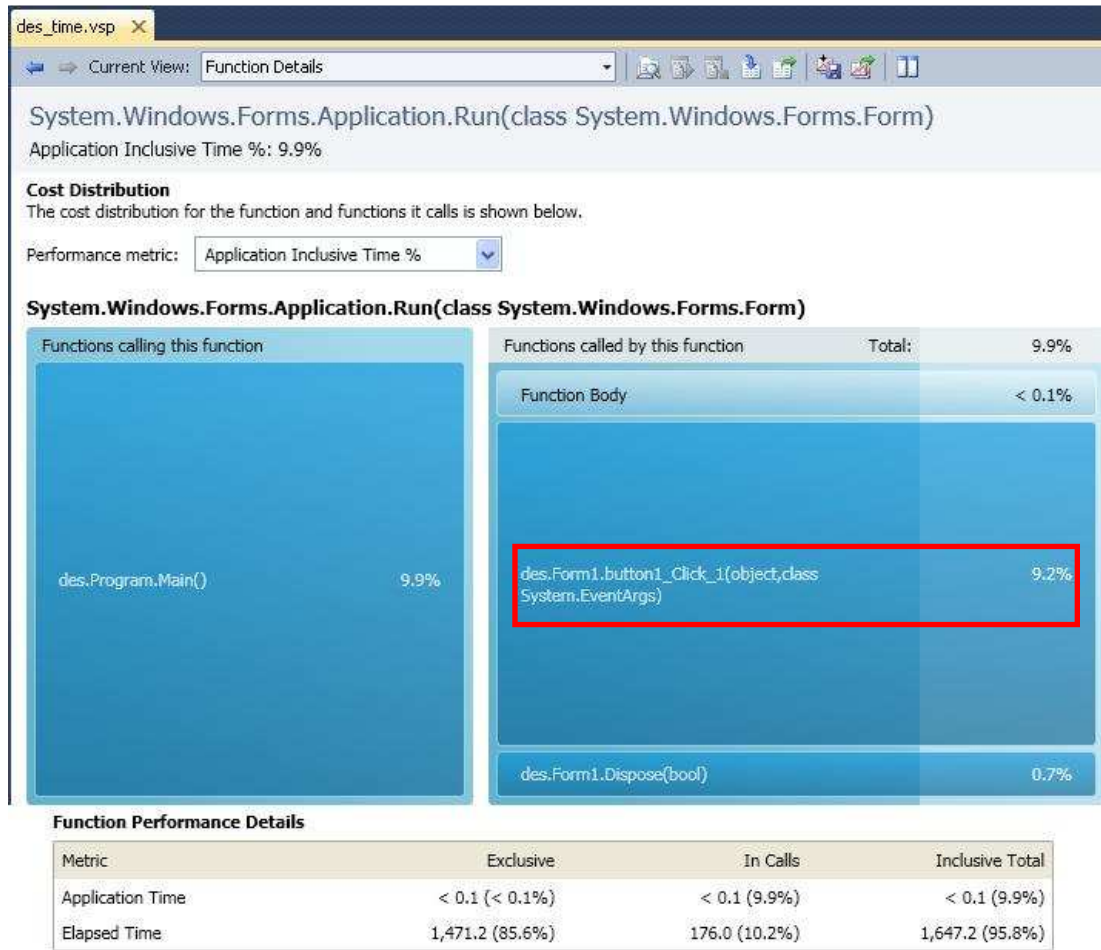 des_time.vsp
Current View: Function Details
System.Windows.Forms.Application.Run(class System.Windows.Forms.Form)
Application Inclusive Time %: 9.9%
Cost Distribution
The cost distribution for the function and functions it calls is shown below.
Performance metric: Application Inclusive Time %
System.Windows.Forms.Application.Run(class System.Windows.Forms.Form)
Functions calling this function
des.Program.Main() 9.9%
Functions called by this function Total: 9.9%
Function Body < 0.1%
des.Form1.button1_Click_1(object,class 9.2%
System.EventArgs)
des.Form1.Dispose(bool) 0.7%
Function Performance Details
Metric Exclusive In Calls Inclusive Total
Application Time < 0.1 (< 0.1%) < 0.1 (9.9%) < 0.1 (9.9%)
Elapsed Time 1,471.2 (85.6%) 176.0 (10.2%) 1,647.2 (95.8%)